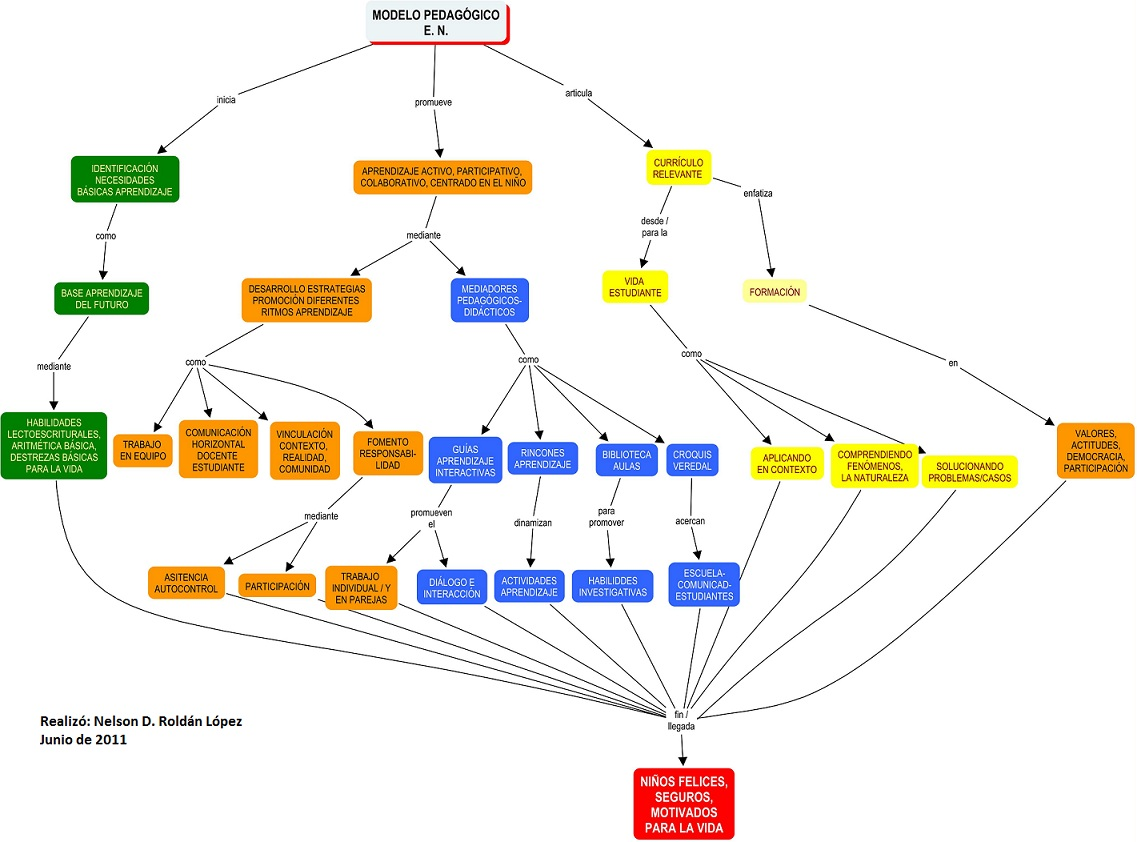 MODELO PEDAGÓGICO
E. N.
inicia
promueve
articula
IDENTIFICACIÓN
NECESIDADES
BÁSICAS APRENDIZAJE
APRENDIZAJE ACTIVO, PARTICIPATIVO,
COLABORATIVO, CENTRADO EN EL NIÑO
CURRÍCULO
RELEVANTE
como
mediante
desde /
para la
enfatiza
BASE APRENDIZAJE
DEL FUTURO
DESARROLLO ESTRATEGIAS
PROMOCIÓN DIFERENTES
RITMOS APRENDIZAJE
MEDIADORES
PEDAGÓGICOS-
DIDÁCTICOS
VIDA
ESTUDIANTE
FORMACIÓN
mediante
como
como
como
en
HABILIDADES
LECTOESCRITURALES,
ARITMÉTICA BÁSICA,
DESTREZAS BÁSICAS
PARA LA VIDA
TRABAJO
EN EQUIPO
COMUNICACIÓN
HORIZONTAL
DOCENTE
ESTUDIANTE
VINCULACIÓN
CONTEXTO,
REALIDAD,
COMUNIDAD
FOMENTO
RESPONSABI-
LIDAD
GUÍAS
APRENDIZAJE
INTERACTIVAS
RINCONES
APRENDIZAJE
BIBLIOTECA
AULAS
CROQUIS
VEREDAL
APLICANDO
EN CONTEXTO
COMPRENDIENDO
FENÓMENOS,
LA NATURALEZA
SOLUCIONANDO
PROBLEMAS/CASOS
VALORES,
ACTITUDES,
DEMOCRACIA,
PARTICIPACIÓN
mediante
promueven
el
dinamizan
para
promover
acercan
ASITENCIA
AUTOCONTROL
PARTICIPACIÓN
TRABAJO
INDIVIDUAL / Y
EN PAREJAS
DIÁLOGO E
INTERACCIÓN
ACTIVIDADES
APRENDIZAJE
HABILIDDES
INVESTIGATIVAS
ESCUELA-
COMUNICAD-
ESTUDIANTES
fin /
llegada
Realizó: Nelson D. Roldán López
Junio de 2011
NIÑOS FELICES,
SEGUROS,
MOTIVADOS
PARA LA VIDA